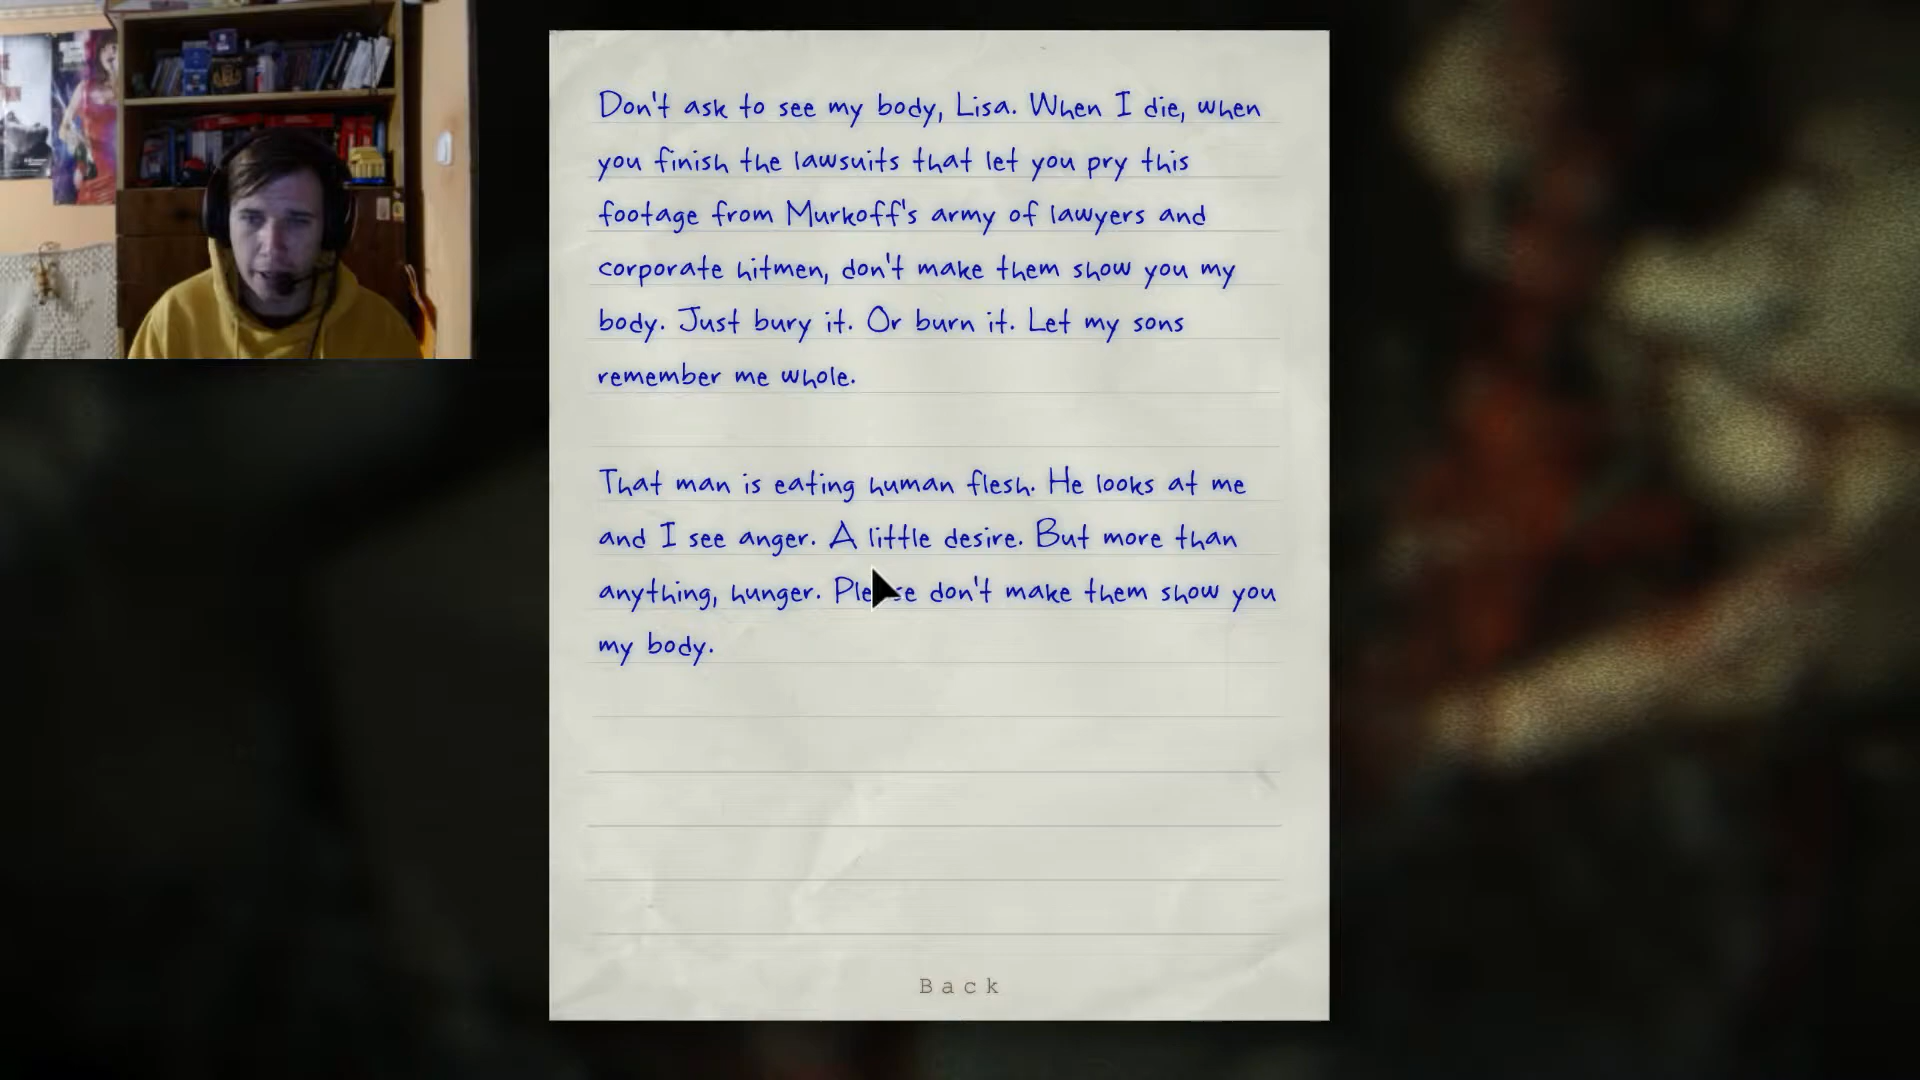 Don't ask to see my body, Lisa. When I die, when
you finish the lawsuits that let you pry this
footage from Murkoff's army of lawyers and
corporate hitmen, don't make them show you my
body. Just bury it. Or burn it. Let my sons
remember me whole.
That man is eating human flesh. He looks at me
and I see anger. A little desire. But more than
anything, hunger. Please don't make them show you
my body.
Back